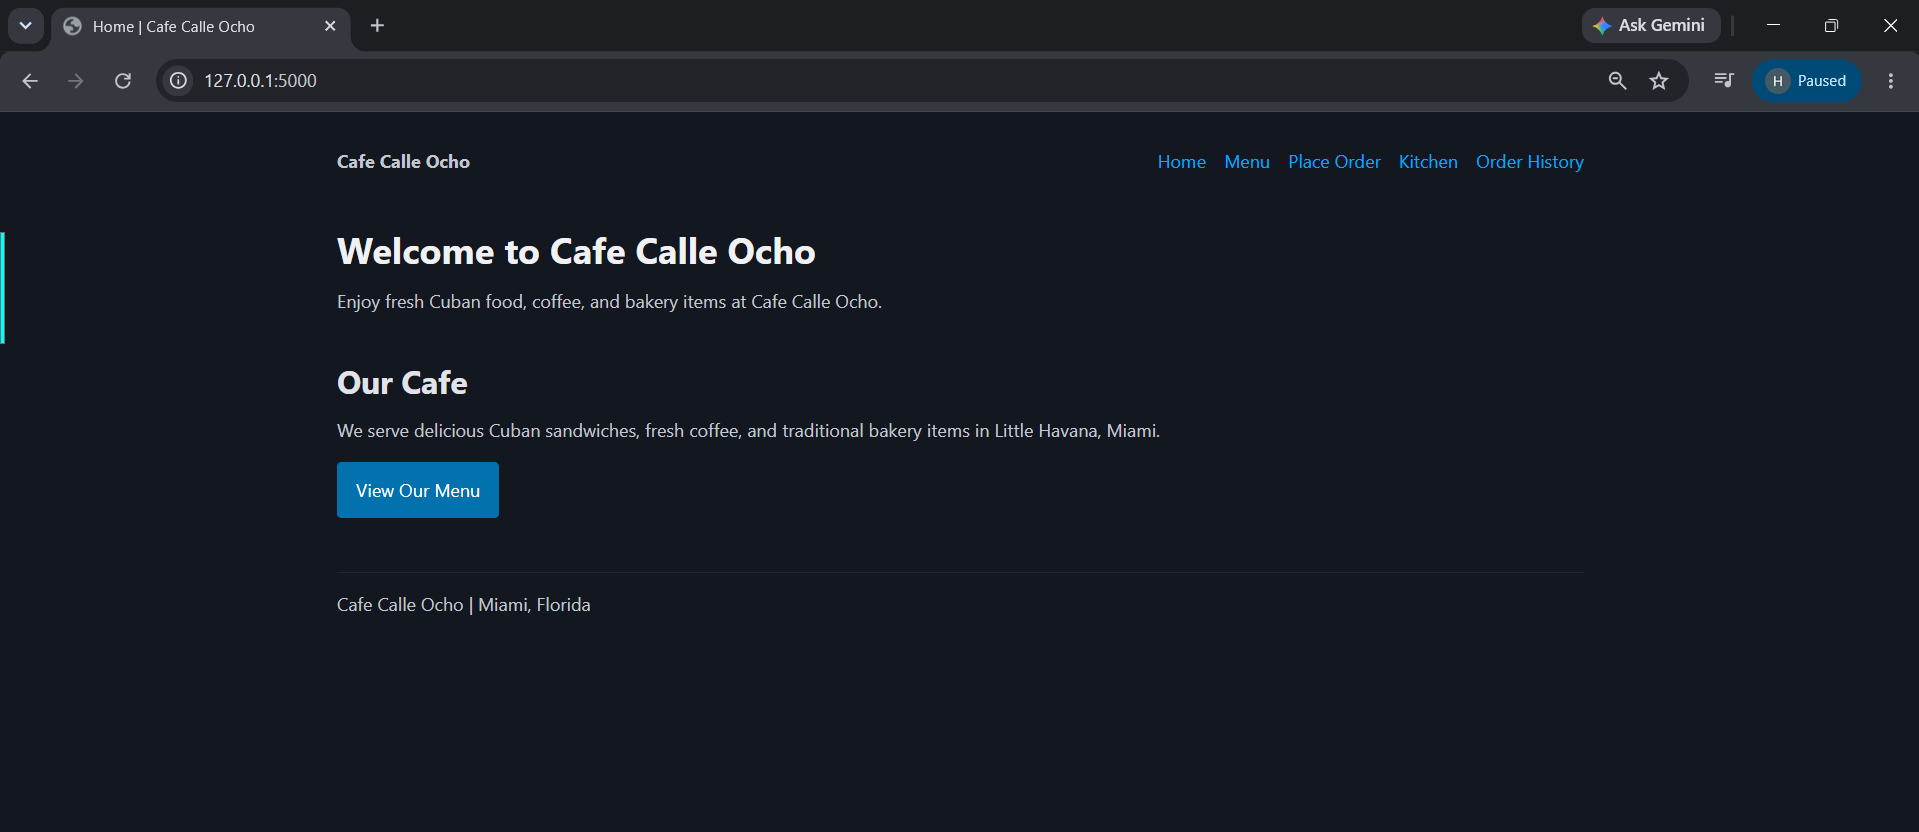 Home | Cafe Calle Ocho
Ask Gemini
127.0.0.1:5000
H Paused
Cafe Calle Ocho
Home Menu Place Order Kitchen Order History
Welcome to Cafe Calle Ocho
Enjoy fresh Cuban food, coffee, and bakery items at Cafe Calle Ocho.
Our Cafe
We serve delicious Cuban sandwiches, fresh coffee, and traditional bakery items in Little Havana, Miami.
View Our Menu
Cafe Calle Ocho | Miami, Florida